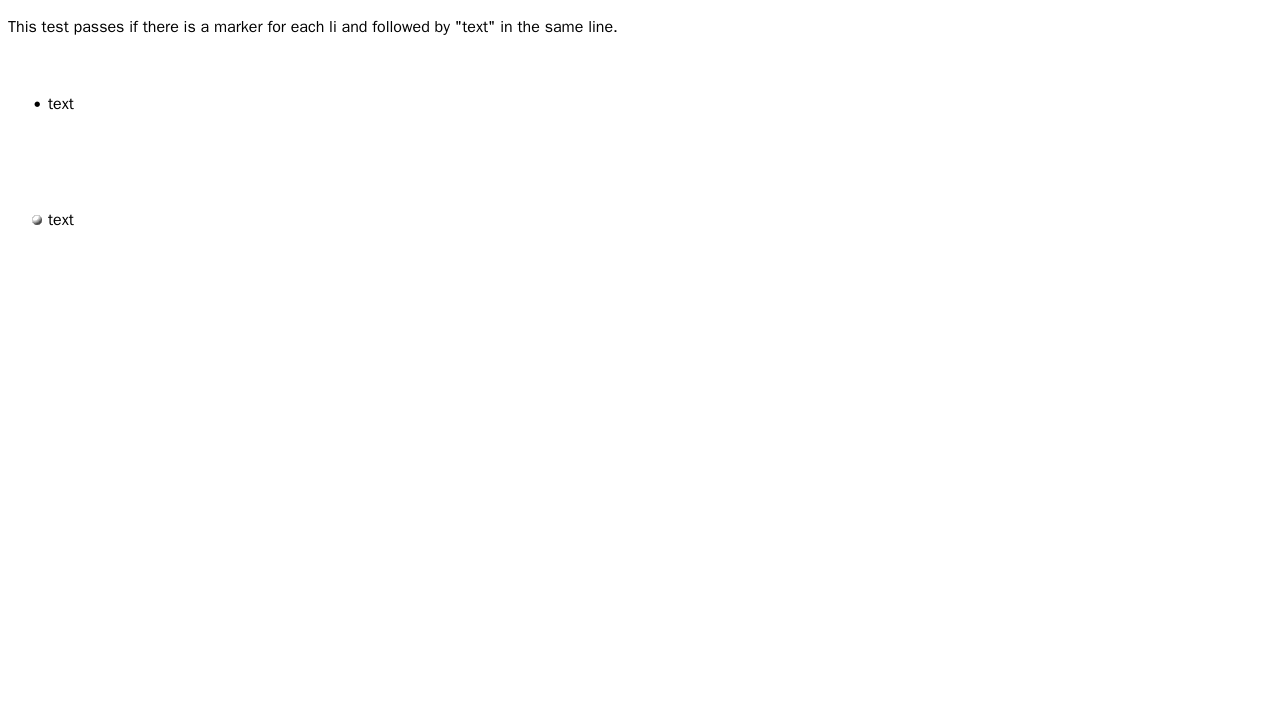 This test passes if there is a marker for each li and followed by "text" in the same line.
• text
text